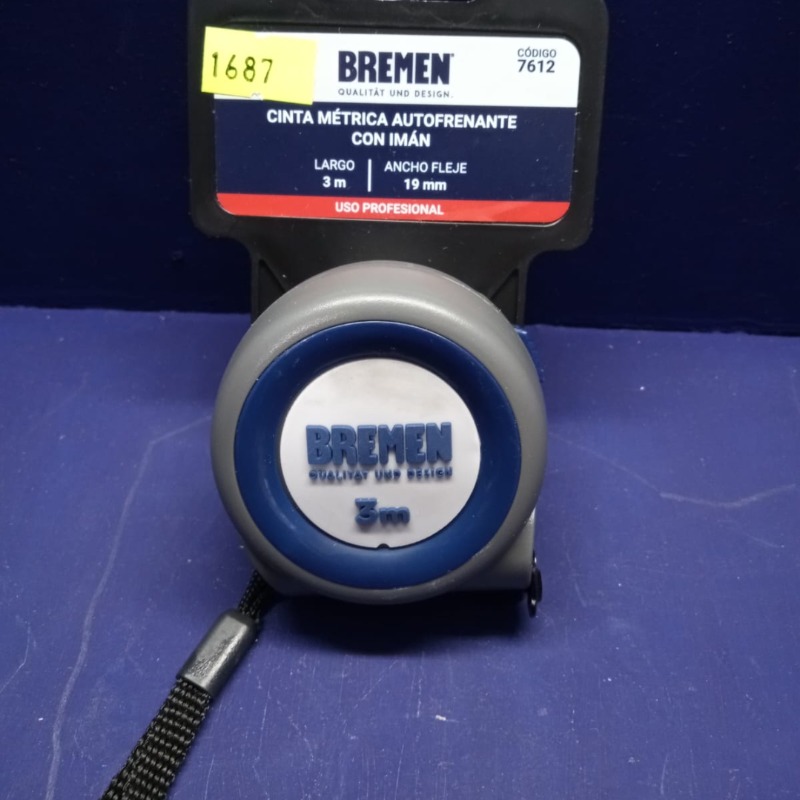 1687
BREMEN®
QUALITÄT UND DESIGN.
CÓDIGO
7612
CINTA MÉTRICA AUTOFRENANTE
CON IMÁN
LARGO
3 m
ANCHO FLEJE
19 mm
USO PROFESIONAL
BREMEN
QUALITÄT UND DESIGN
3m